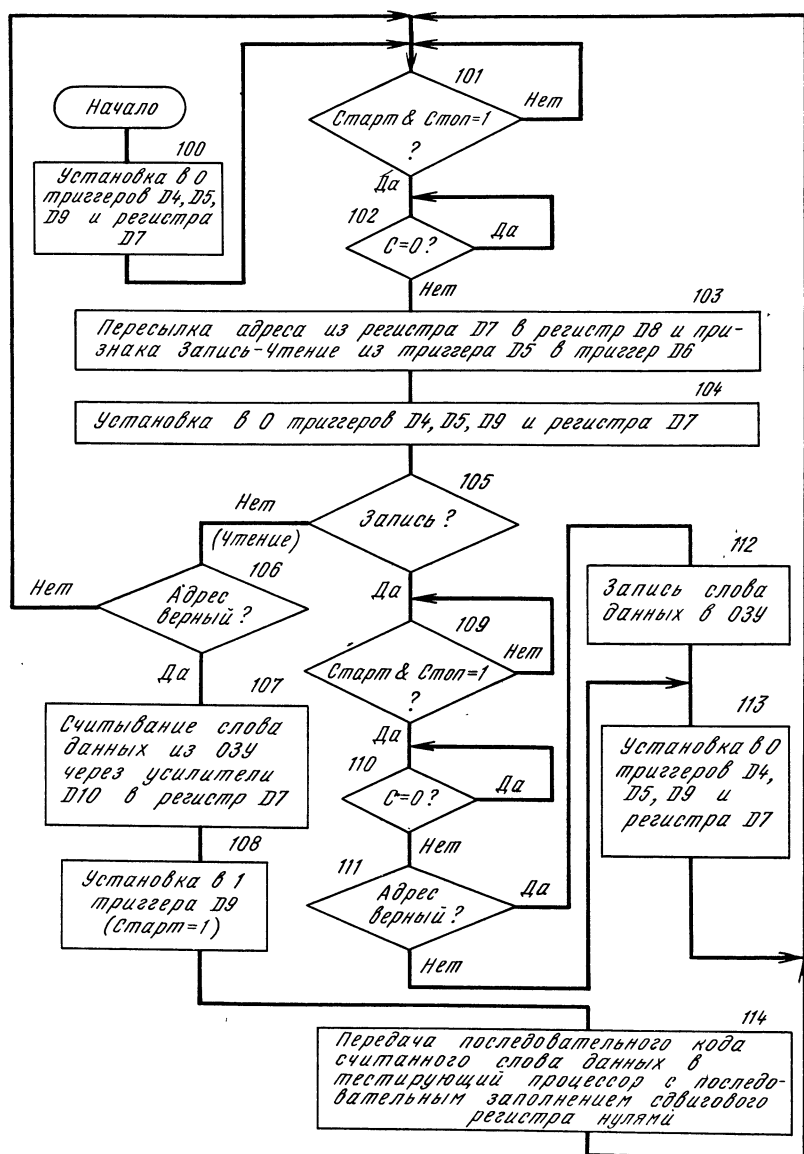 101
Начало
Старт & Стоп=1
?
Нет
100
Установка в 0
триггеров D4, D5,
D9 и регистра
D7
Да
102
С=0?
Да
Нет
103
Пересылка адреса из регистра D7 в регистр D8 и при-
знака Запись-Чтение из триггера D5 в триггер D6
104
Установка в 0 триггеров D4, D5, D9 и регистра D7
105
Нет
Запись?
(чтение)
106
Нет
Адрес
верный?
Да
Да
109
Старт & Стоп=1
?
Нет
112
Запись слова
данных в ОЗУ
107
Считывание слова
данных из ОЗУ
через усилители
D10 в регистр D7
Да
110
С=0?
Да
Нет
113
Установка в 0
триггеров D4,
D5, D9 и
регистра D7
108
Установка в 1
триггера D9
(Старт=1)
111
Адрес
верный?
Да
Нет
114
Передача последовательного кода
считанного слова данных в
тестирующий процессор с последо-
вательным заполнением сдвигового
регистра нулями